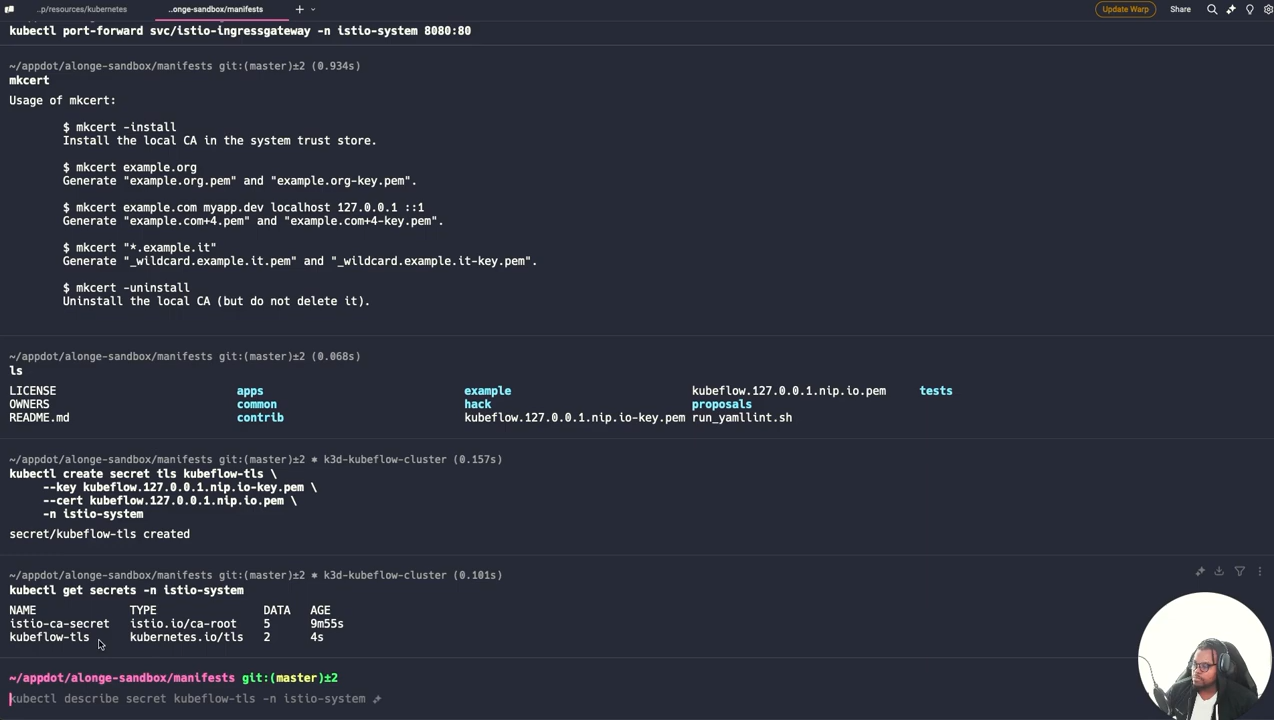 ..p/resources/kubernetes
..onge-sandbox/manifests
Update Warp
Share
kubectl port-forward svc/istio-ingressgateway -n istio-system 8080:80
~/appdot/alonge-sandbox/manifests git:(master)±2 (0.934s)
mkcert
Usage of mkcert:
$ mkcert -install
Install the local CA in the system trust store.
$ mkcert example.org
Generate "example.org.pem" and "example.org-key.pem".
$ mkcert example.com myapp.dev localhost 127.0.0.1 ::1
Generate "example.com+4.pem" and "example.com+4-key.pem".
$ mkcert "*.example.it"
Generate "_wildcard.example.it.pem" and "_wildcard.example.it-key.pem".
$ mkcert -uninstall
Uninstall the local CA (but do not delete it).
~/appdot/alonge-sandbox/manifests git:(master)±2 (0.068s)
ls
LICENSE apps example kubeflow.127.0.0.1.nip.io.pem tests
OWNERS common hack proposals
README.md contrib kubeflow.127.0.0.1.nip.io-key.pem run_yamllint.sh
~/appdot/alonge-sandbox/manifests git:(master)±2 ⎈ k3d-kubeflow-cluster (0.157s)
kubectl create secret tls kubeflow-tls \
--key kubeflow.127.0.0.1.nip.io-key.pem \
--cert kubeflow.127.0.0.1.nip.io.pem \
-n istio-system
secret/kubeflow-tls created
~/appdot/alonge-sandbox/manifests git:(master)±2 ⎈ k3d-kubeflow-cluster (0.101s)
kubectl get secrets -n istio-system
NAME TYPE DATA AGE
istio-ca-secret istio.io/ca-root 5 9m55s
kubeflow-tls kubernetes.io/tls 2 4s
~/appdot/alonge-sandbox/manifests git:(master)±2
kubectl describe secret kubeflow-tls -n istio-system